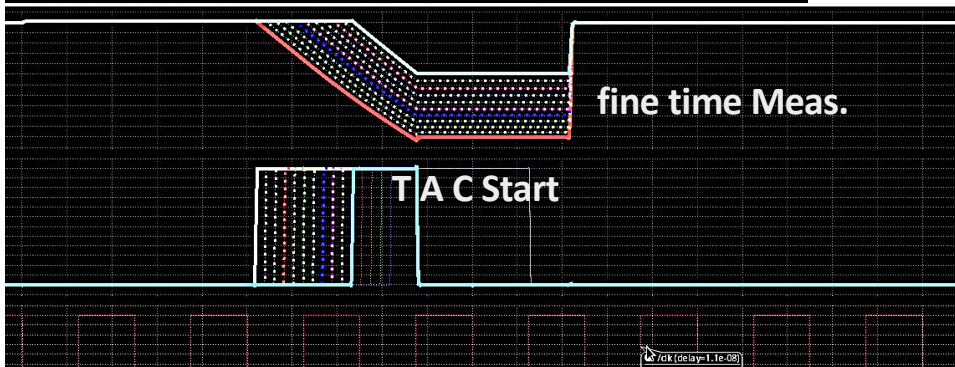 fine time Meas.
T A C Start
/clk (delay=1.1e-08)